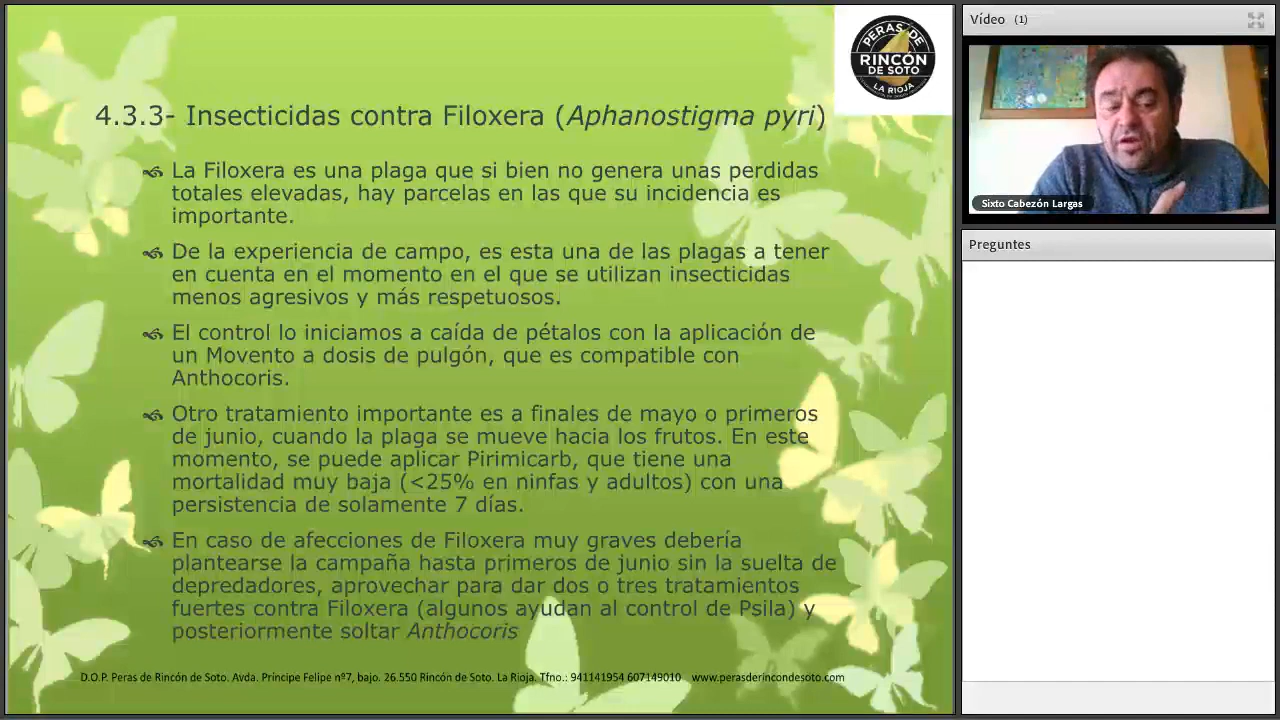 PERAS DE
RINCÓN
DE SOTO
LA RIOJA
4.3.3- Insecticidas contra Filoxera (Aphanostigma pyri)
La Filoxera es una plaga que si bien no genera unas perdidas
totales elevadas, hay parcelas en las que su incidencia es
importante.
De la experiencia de campo, es esta una de las plagas a tener
en cuenta en el momento en el que se utilizan insecticidas
menos agresivos y más respetuosos.
El control lo iniciamos a caída de pétalos con la aplicación de
un Movento a dosis de pulgón, que es compatible con
Anthocoris.
Otro tratamiento importante es a finales de mayo o primeros
de junio, cuando la plaga se mueve hacia los frutos. En este
momento, se puede aplicar Pirimicarb, que tiene una
mortalidad muy baja (<25% en ninfas y adultos) con una
persistencia de solamente 7 días.
En caso de afecciones de Filoxera muy graves debería
plantearse la campaña hasta primeros de junio sin la suelta de
depredadores, aprovechar para dar dos o tres tratamientos
fuertes contra Filoxera (algunos ayudan al control de Psila) y
posteriormente soltar Anthocoris
D.O.P. Peras de Rincón de Soto. Avda. Príncipe Felipe nº7, bajo. 26.550 Rincón de Soto. La Rioja. Tfno.: 941141954 607149010 www.perasderincondesoto.com
Vídeo (1)
Sixto Cabezón Largas
Preguntes